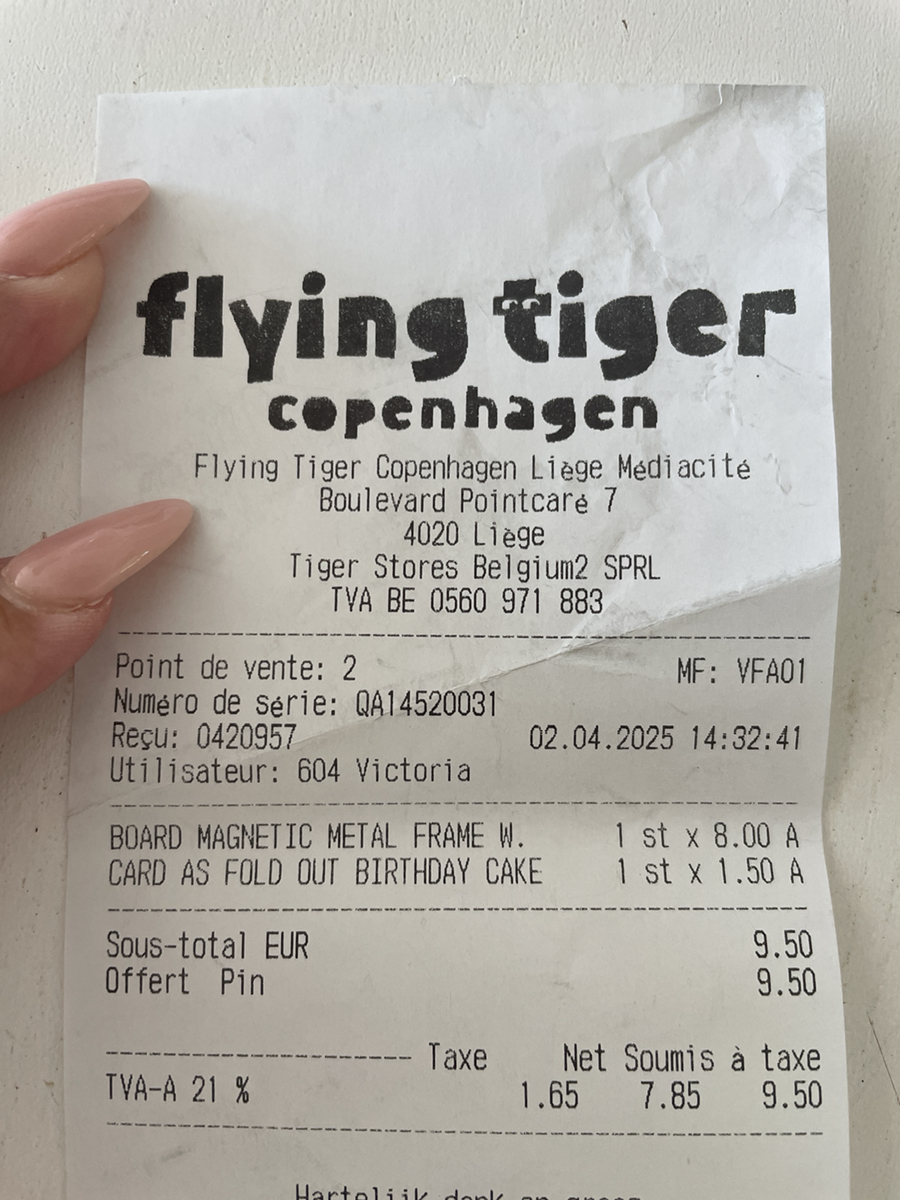 flying tiger
copenhagen
Flying Tiger Copenhagen Liège Médiacité
Boulevard Pointcaré 7
4020 Liège
Tiger Stores Belgium2 SPRL
TVA BE 0560 971 883
Point de vente: 2 MF: VFA01
Numéro de série: QA14520031
Reçu: 0420957 02.04.2025 14:32:41
Utilisateur: 604 Victoria
BOARD MAGNETIC METAL FRAME W. 1 st x 8.00 A
CARD AS FOLD OUT BIRTHDAY CAKE 1 st x 1.50 A
Sous-total EUR 9.50
Offert Pin 9.50
Taxe Net Soumis à taxe
TVA-A 21 % 1.65 7.85 9.50
Hartelijk dank en